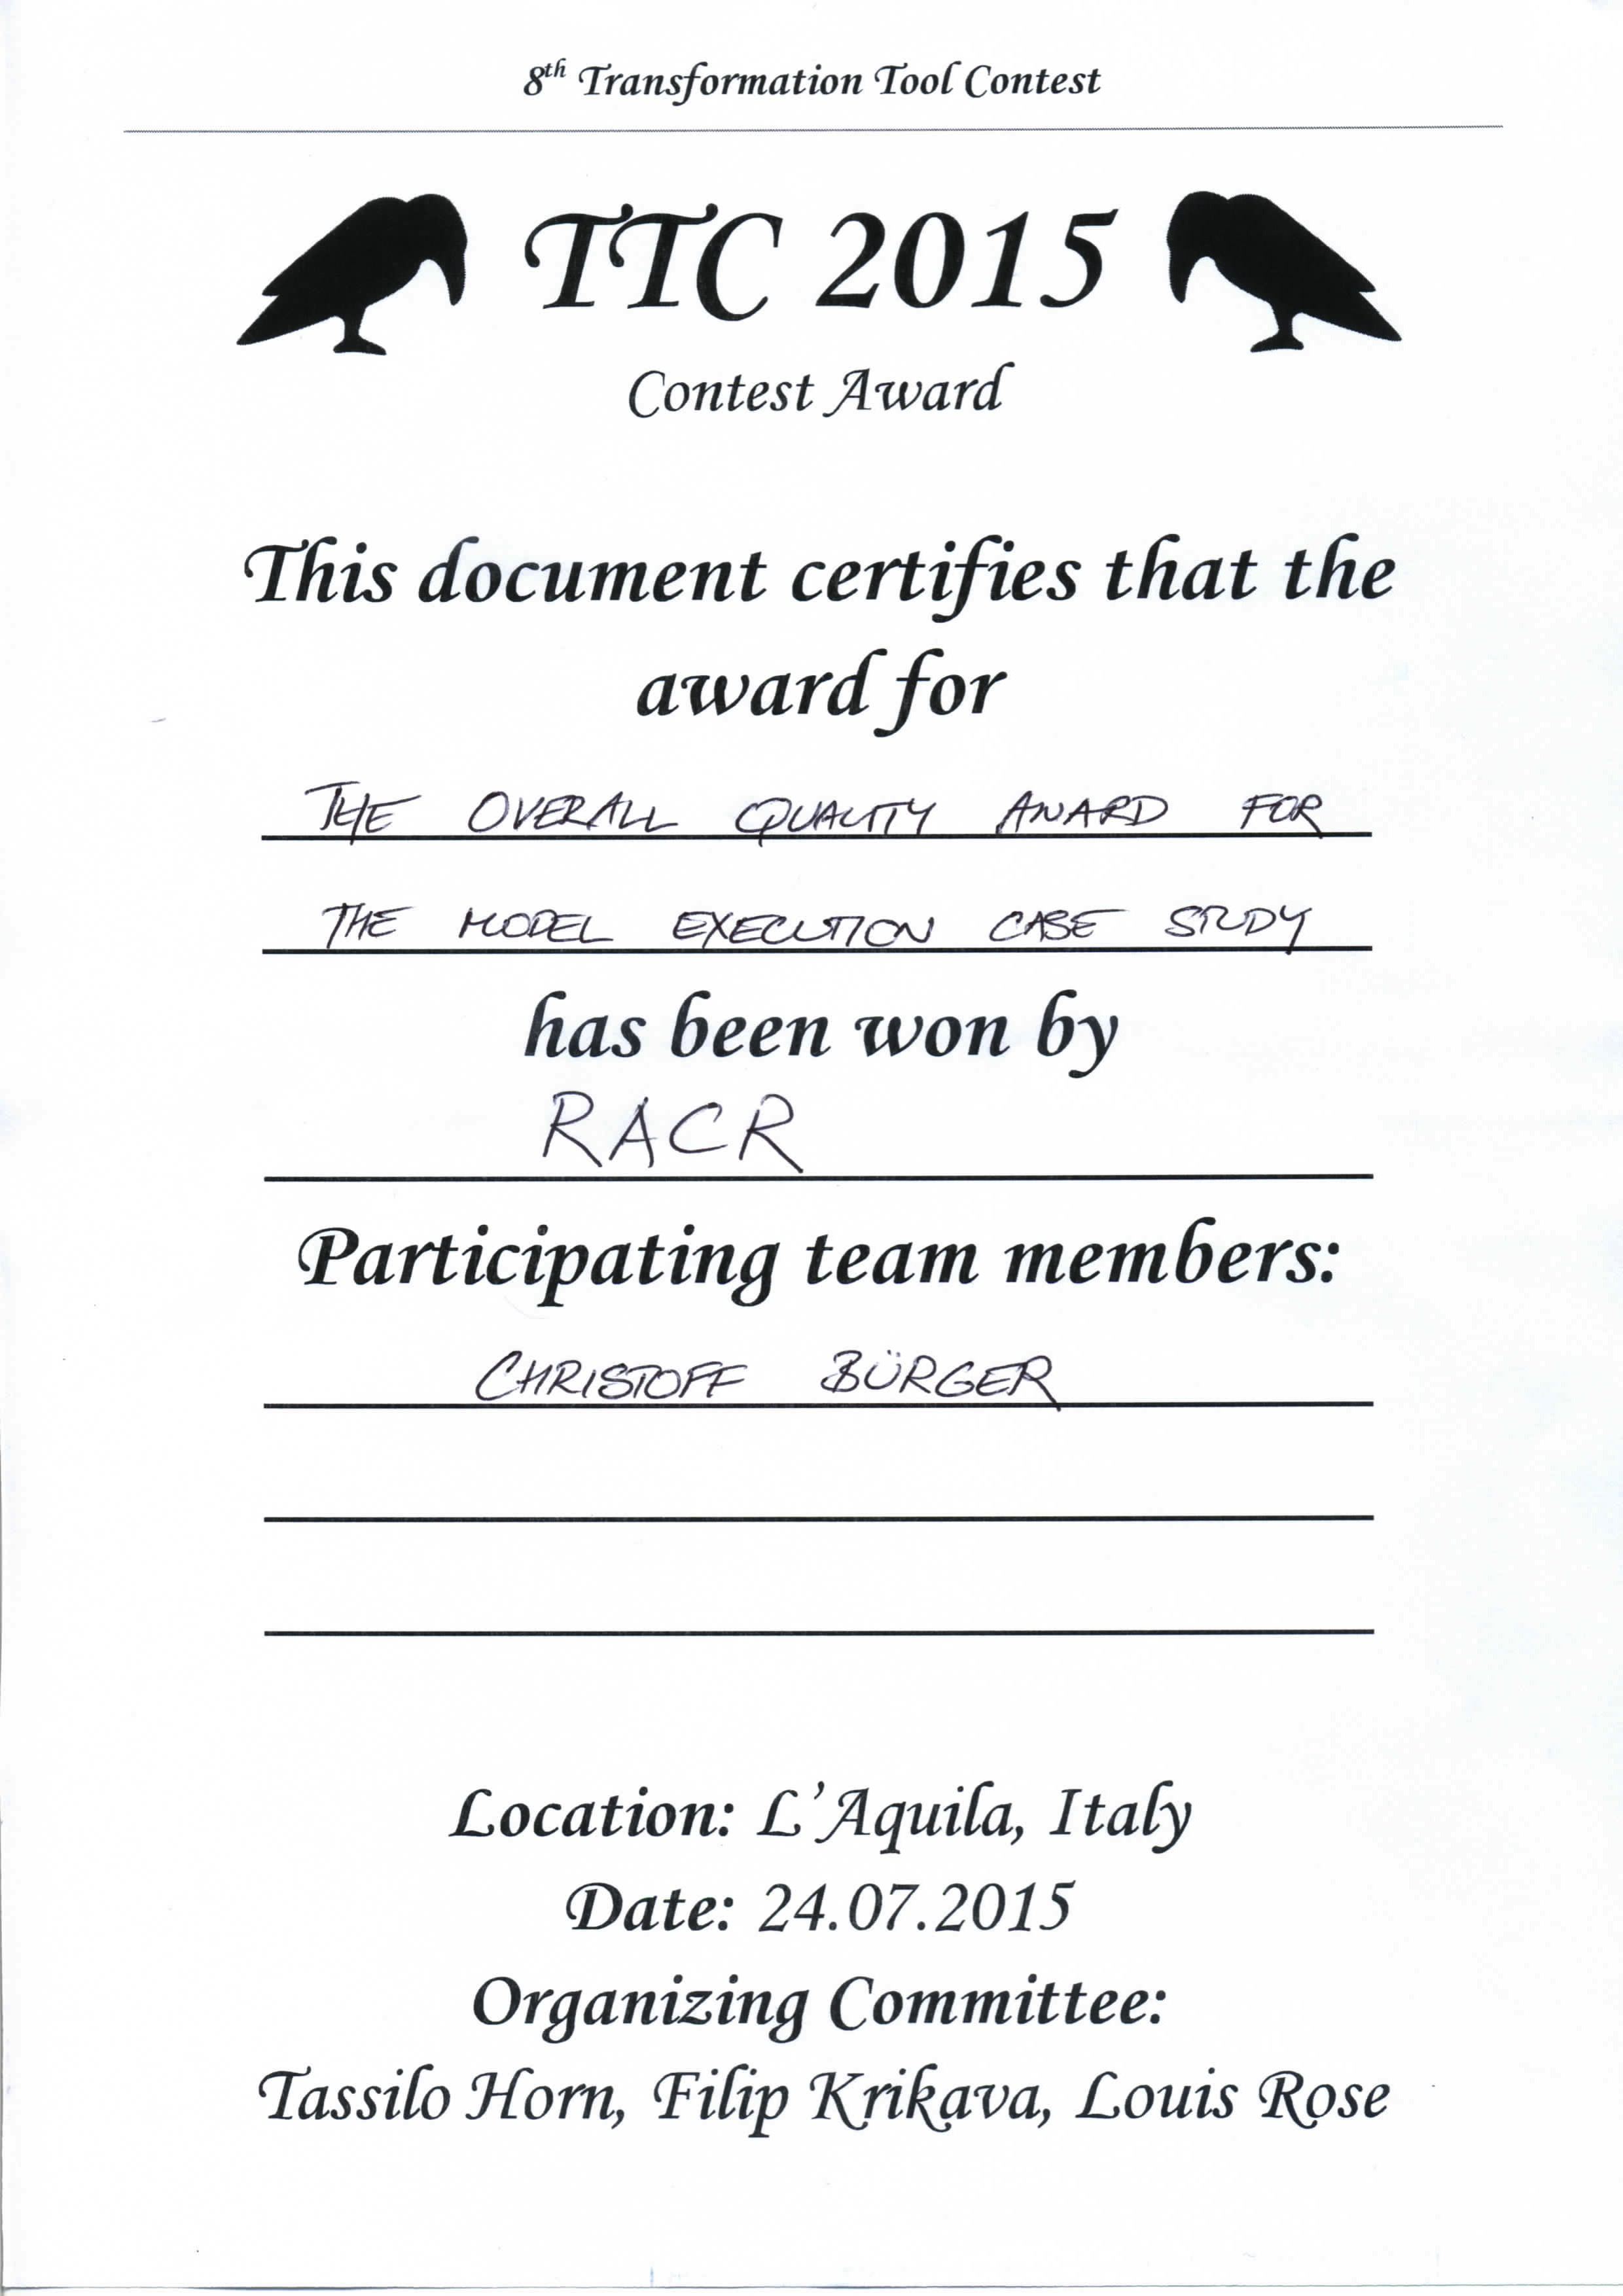 8th Transformation Tool Contest
TTC 2015
Contest Award
This document certifies that the
award for
THE OVERALL QUALITY AWARD FOR
THE MODEL EXECUTION CASE STUDY
has been won by
RACR
Participating team members:
CHRISTOFF BÜRGER
Location: L'Aquila, Italy
Date: 24.07.2015
Organizing Committee:
Tassilo Horn, Filip Krikava, Louis Rose